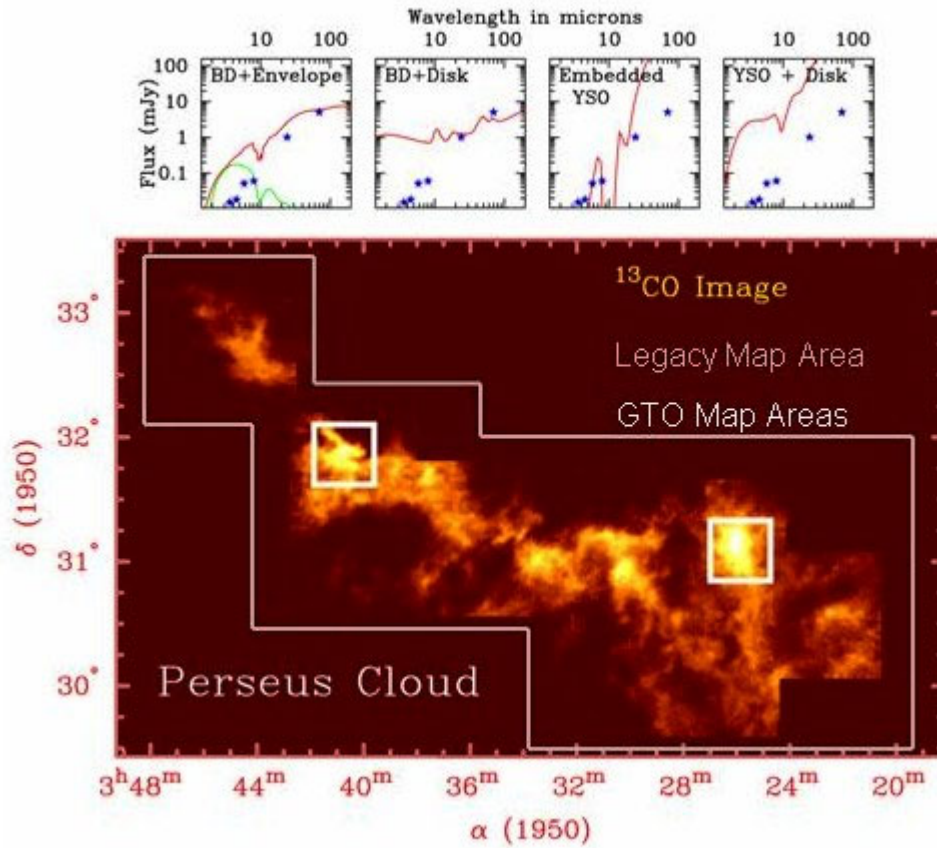 Wavelength in microns
10 100 10 100 10 100 10 100
100
10
1
0.1
Flux (mJy)
BD+Envelope
BD+Disk
Embedded
YSO
YSO + Disk
¹³CO Image
Legacy Map Area
GTO Map Areas
33°
32°
31°
30°
δ (1950)
Perseus Cloud
3ʰ48ᵐ 44ᵐ 40ᵐ 36ᵐ 32ᵐ 28ᵐ 24ᵐ 20ᵐ
α (1950)